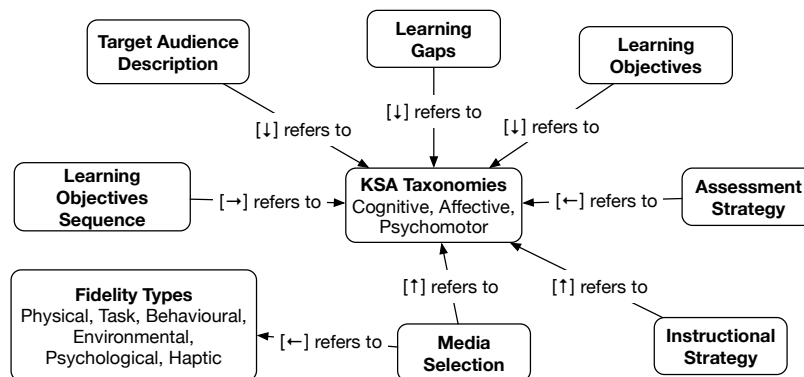 Target Audience
Description
Learning
Gaps
Learning
Objectives
[↓] refers to
[↓] refers to
[↓] refers to
Learning
Objectives
Sequence
[→] refers to
KSA Taxonomies
Cognitive, Affective,
Psychomotor
[←] refers to
Assessment
Strategy
[↑] refers to
[↑] refers to
Fidelity Types
Physical, Task, Behavioural,
Environmental,
Psychological, Haptic
[←] refers to
Media
Selection
Instructional
Strategy